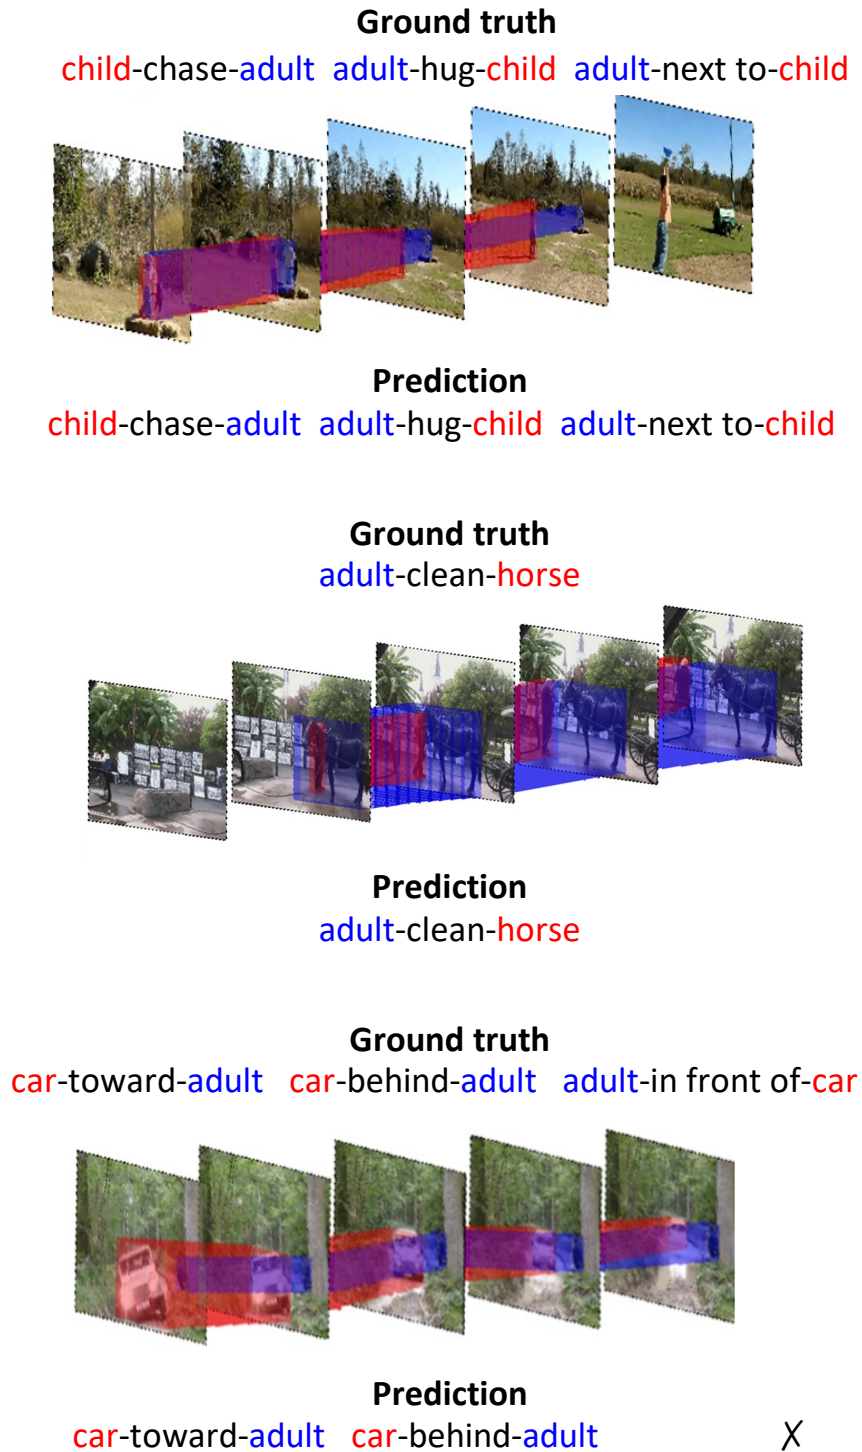 Ground truth
child-chase-adult adult-hug-child adult-next to-child
Prediction
child-chase-adult adult-hug-child adult-next to-child
Ground truth
adult-clean-horse
Prediction
adult-clean-horse
Ground truth
car-toward-adult car-behind-adult adult-in front of-car
Prediction
car-toward-adult car-behind-adult X